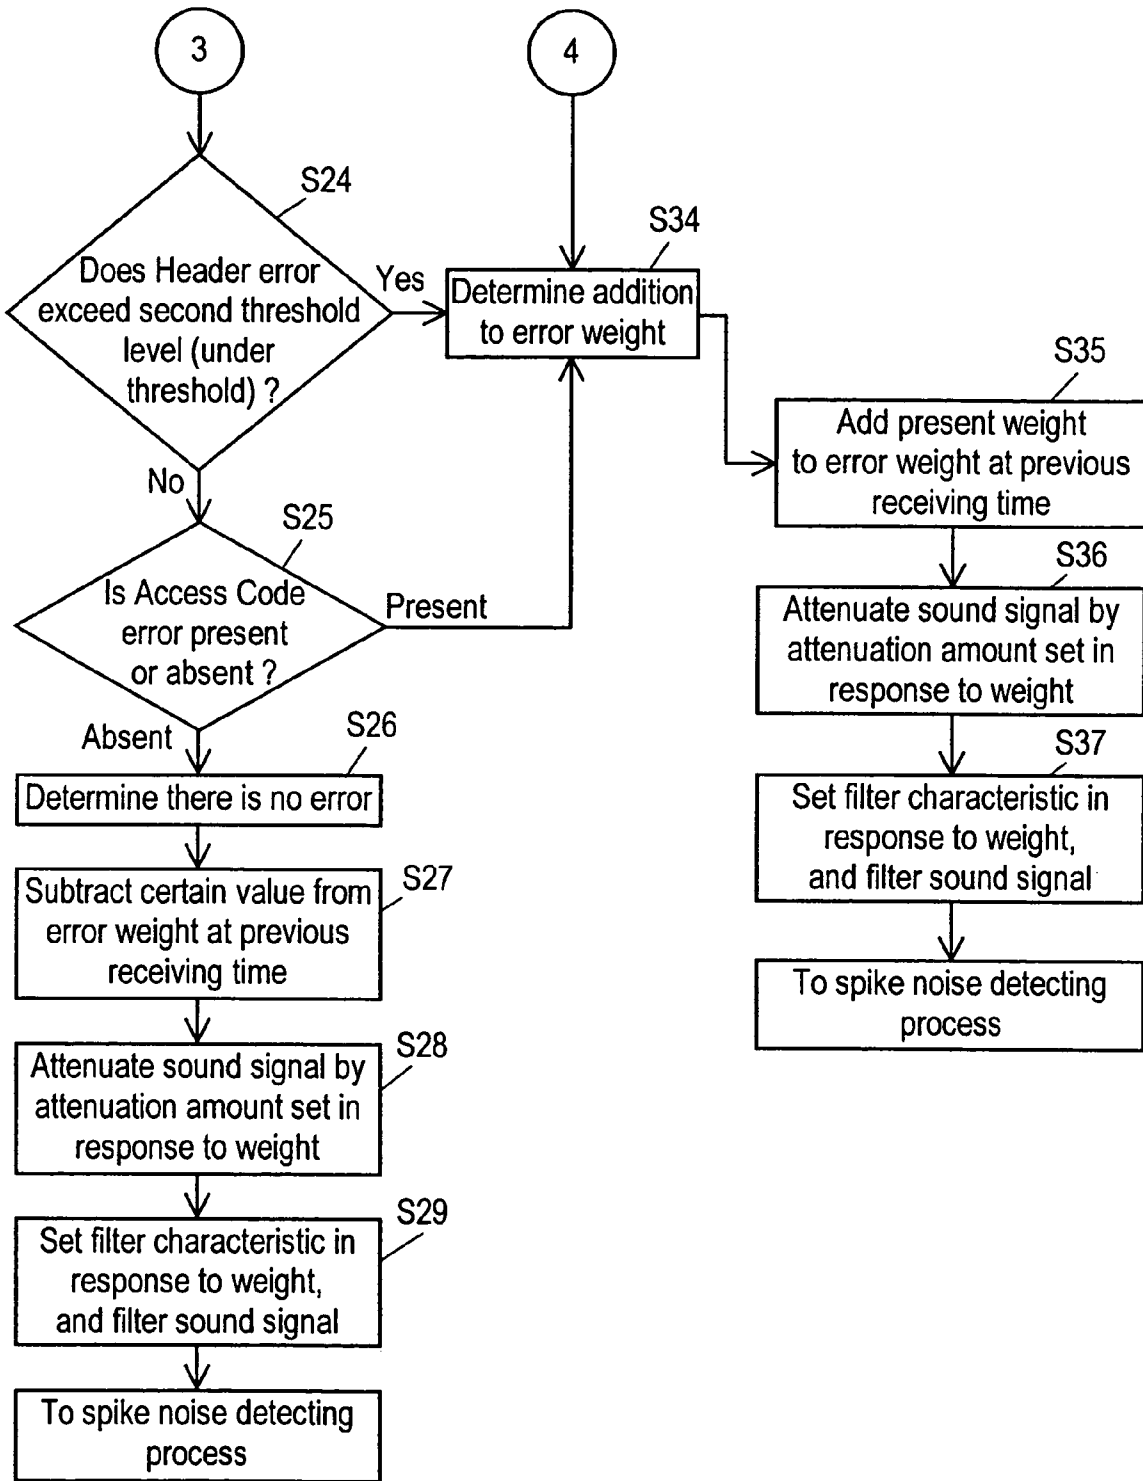 3
4
S24
Does Header error
exceed second threshold
level (under
threshold) ?
Yes
No
S34
Determine addition
to error weight
S25
Is Access Code
error present
or absent ?
Present
Absent
S26
Determine there is no error
S27
Subtract certain value from
error weight at previous
receiving time
S28
Attenuate sound signal by
attenuation amount set in
response to weight
S29
Set filter characteristic in
response to weight,
and filter sound signal
To spike noise detecting
process
S35
Add present weight
to error weight at previous
receiving time
S36
Attenuate sound signal by
attenuation amount set in
response to weight
S37
Set filter characteristic in
response to weight,
and filter sound signal
To spike noise detecting
process